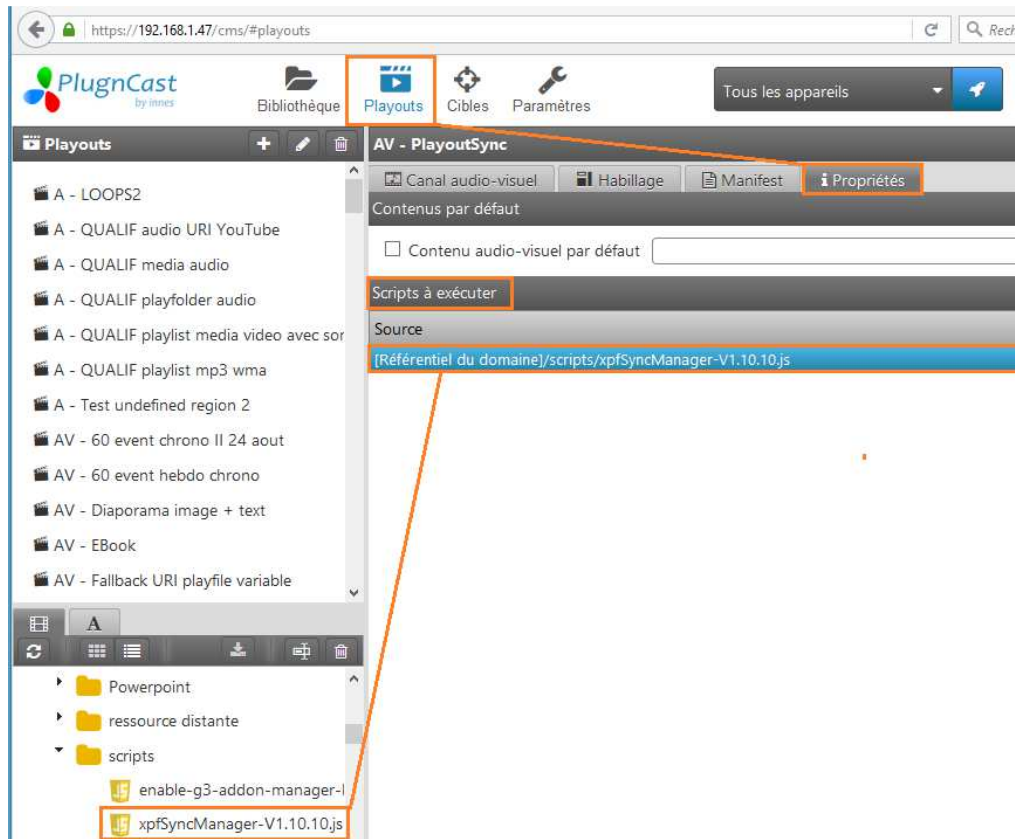 https://192.168.1.47/cms/#playouts
Rech
PlugnCast
by innes
Bibliothèque
Playouts
Cibles
Paramètres
Tous les appareils
Playouts
A - LOOPS2
A - QUALIF audio URI YouTube
A - QUALIF media audio
A - QUALIF playfolder audio
A - QUALIF playlist media video avec sor
A - QUALIF playlist mp3 wma
A - Test undefined region 2
AV - 60 event chrono II 24 aout
AV - 60 event hebdo chrono
AV - Diaporama image + text
AV - EBook
AV - Fallback URI playfile variable
A
Powerpoint
ressource distante
scripts
enable-g3-addon-manager-
xpfSyncManager-V1.10.10.js
AV - PlayoutSync
Canal audio-visuel
Habillage
Manifest
Propriétés
Contenus par défaut
Contenu audio-visuel par défaut
Scripts à exécuter
Source
[Référentiel du domaine]/scripts/xpfSyncManager-V1.10.10.js